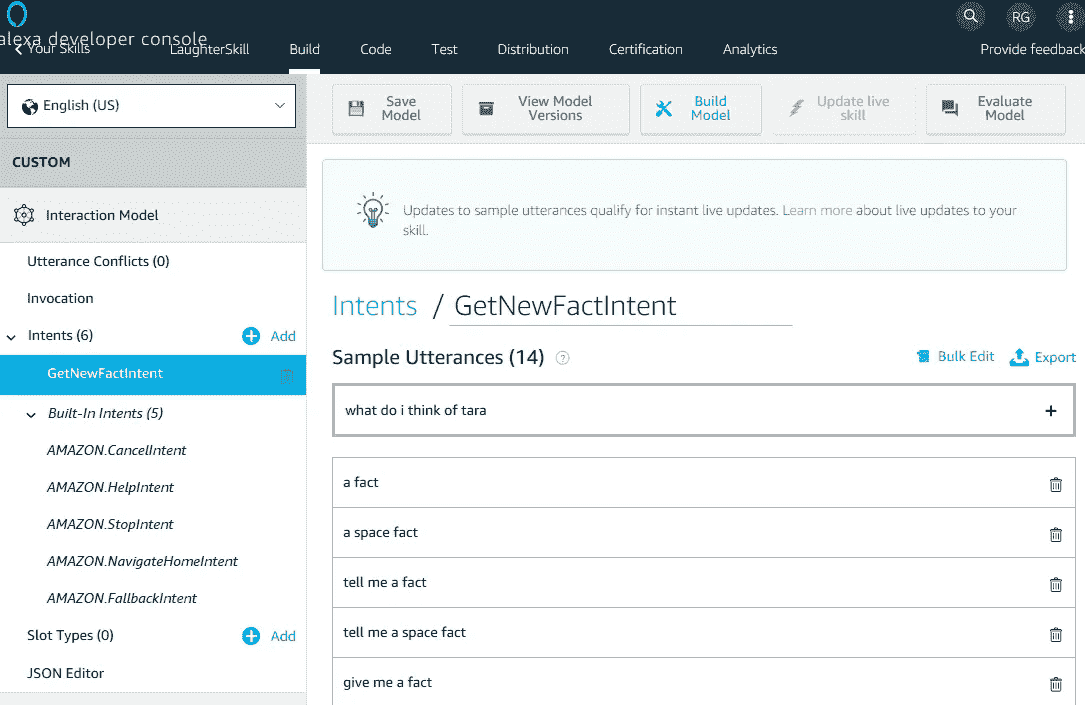 alexa developer console
RG
Your Skills
LaughterSkill
Build
Code
Test
Distribution
Certification
Analytics
Provide feedback
English (US)
Save
Model
View Model
Versions
Build
Model
Update live
skill
Evaluate
Model
CUSTOM
Interaction Model
Utterance Conflicts (0)
Invocation
Intents (6)
Add
GetNewFactIntent
Built-In Intents (5)
AMAZON.CancelIntent
AMAZON.HelpIntent
AMAZON.StopIntent
AMAZON.NavigateHomeIntent
AMAZON.FallbackIntent
Slot Types (0)
Add
JSON Editor
Updates to sample utterances qualify for instant live updates. Learn more about live updates to your
skill.
Intents / GetNewFactIntent
Sample Utterances (14) ?
Bulk Edit
Export
what do i think of tara
a fact
a space fact
tell me a fact
tell me a space fact
give me a fact